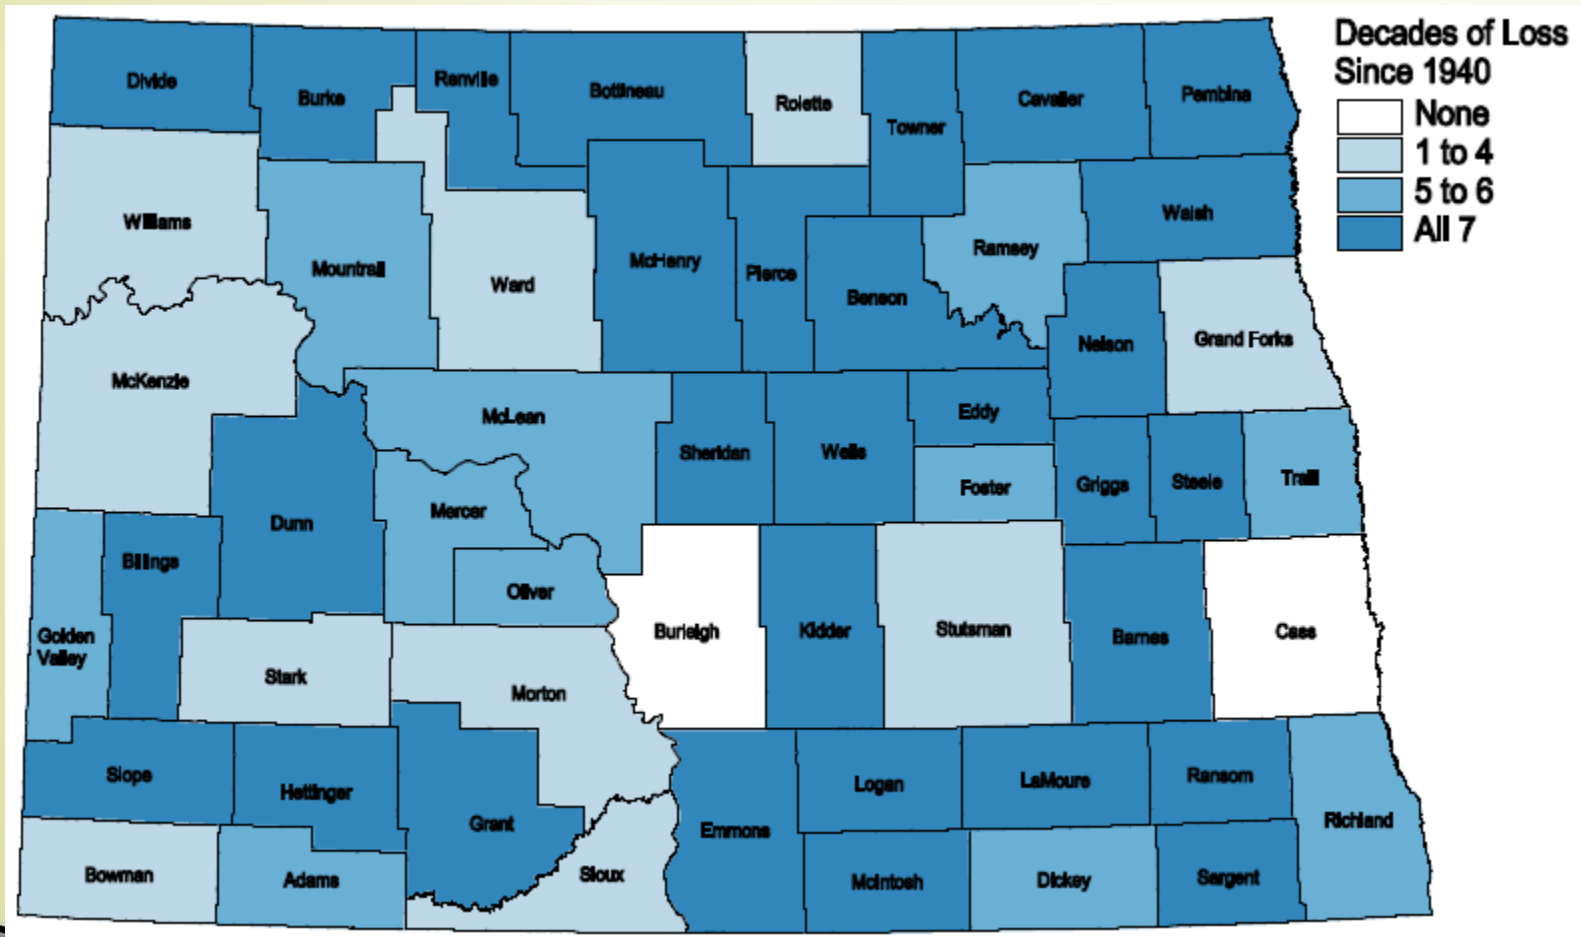 Decades of Loss
Since 1940
None
1 to 4
5 to 6
All 7
Divide
Burke
Renville
Bottineau
Rolette
Towner
Cavalier
Pembina
Williams
Mountrail
Ward
McHenry
Pierce
Benson
Ramsey
Walsh
McKenzie
Nelson
Grand Forks
McLean
Sheridan
Wells
Eddy
Foster
Griggs
Steele
Traill
Dunn
Mercer
Oliver
Billings
Golden
Valley
Stark
Morton
Burleigh
Kidder
Stutsman
Barnes
Cass
Slope
Hettinger
Grant
Emmons
Logan
LaMoure
Ransom
Richland
Bowman
Adams
Sioux
McIntosh
Dickey
Sargent